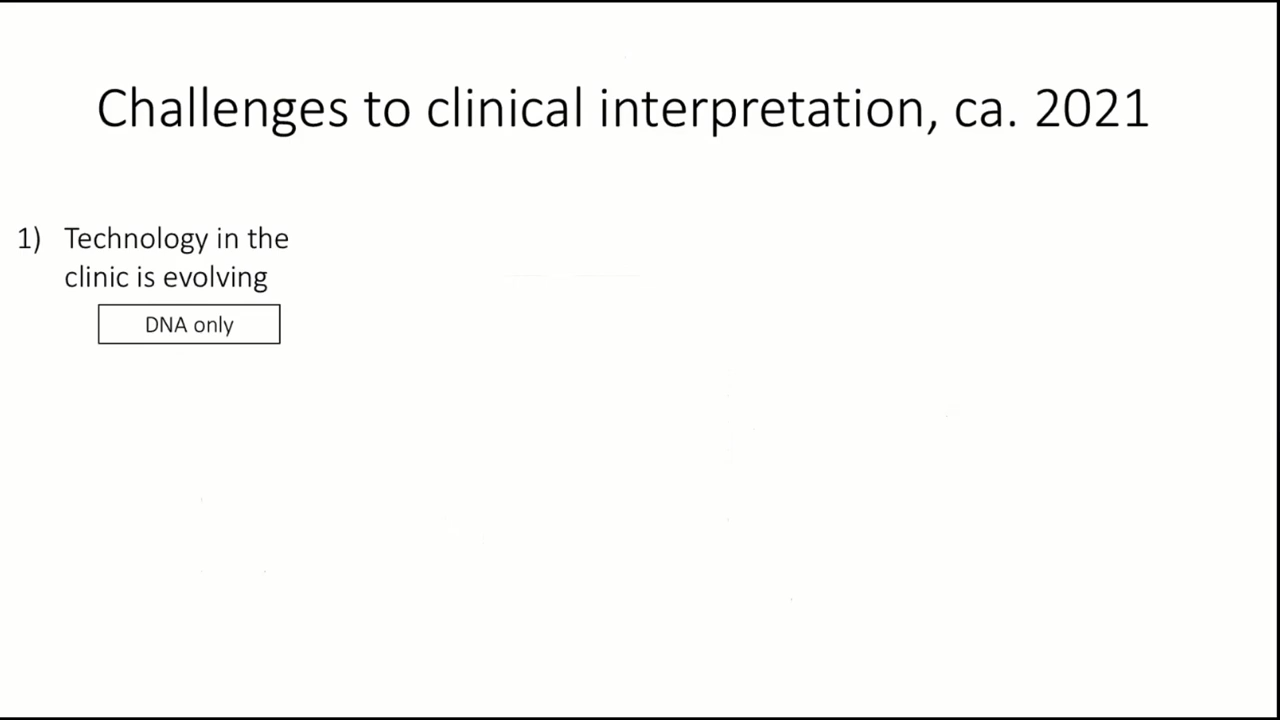 Challenges to clinical interpretation, ca. 2021
1) Technology in the
clinic is evolving
DNA only